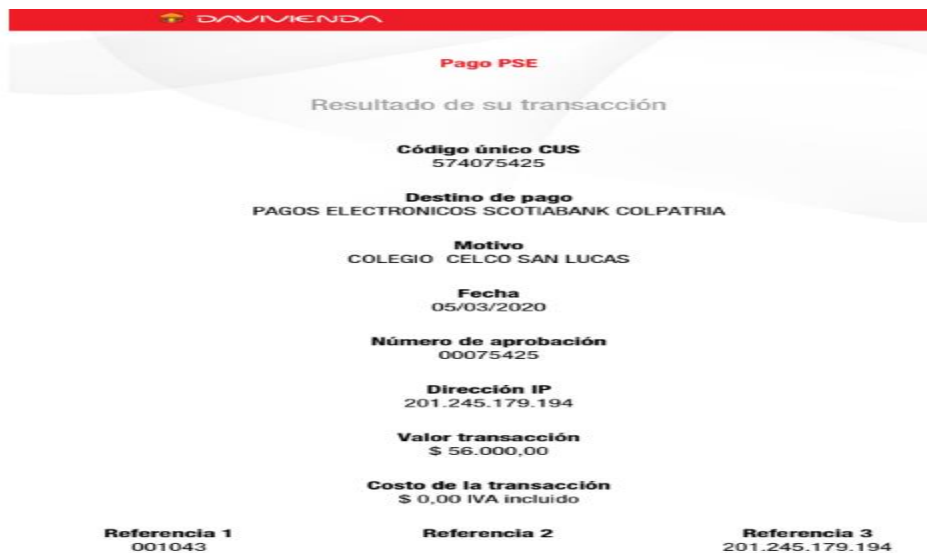 DAVIVIENDA
Pago PSE
Resultado de su transacción
Código único CUS
574075425
Destino de pago
PAGOS ELECTRONICOS SCOTIABANK COLPATRIA
Motivo
COLEGIO CELCO SAN LUCAS
Fecha
05/03/2020
Número de aprobación
00075425
Dirección IP
201.245.179.194
Valor transacción
$ 56.000,00
Costo de la transacción
$ 0,00 IVA incluido
Referencia 1 Referencia 2 Referencia 3
001043 201.245.179.194